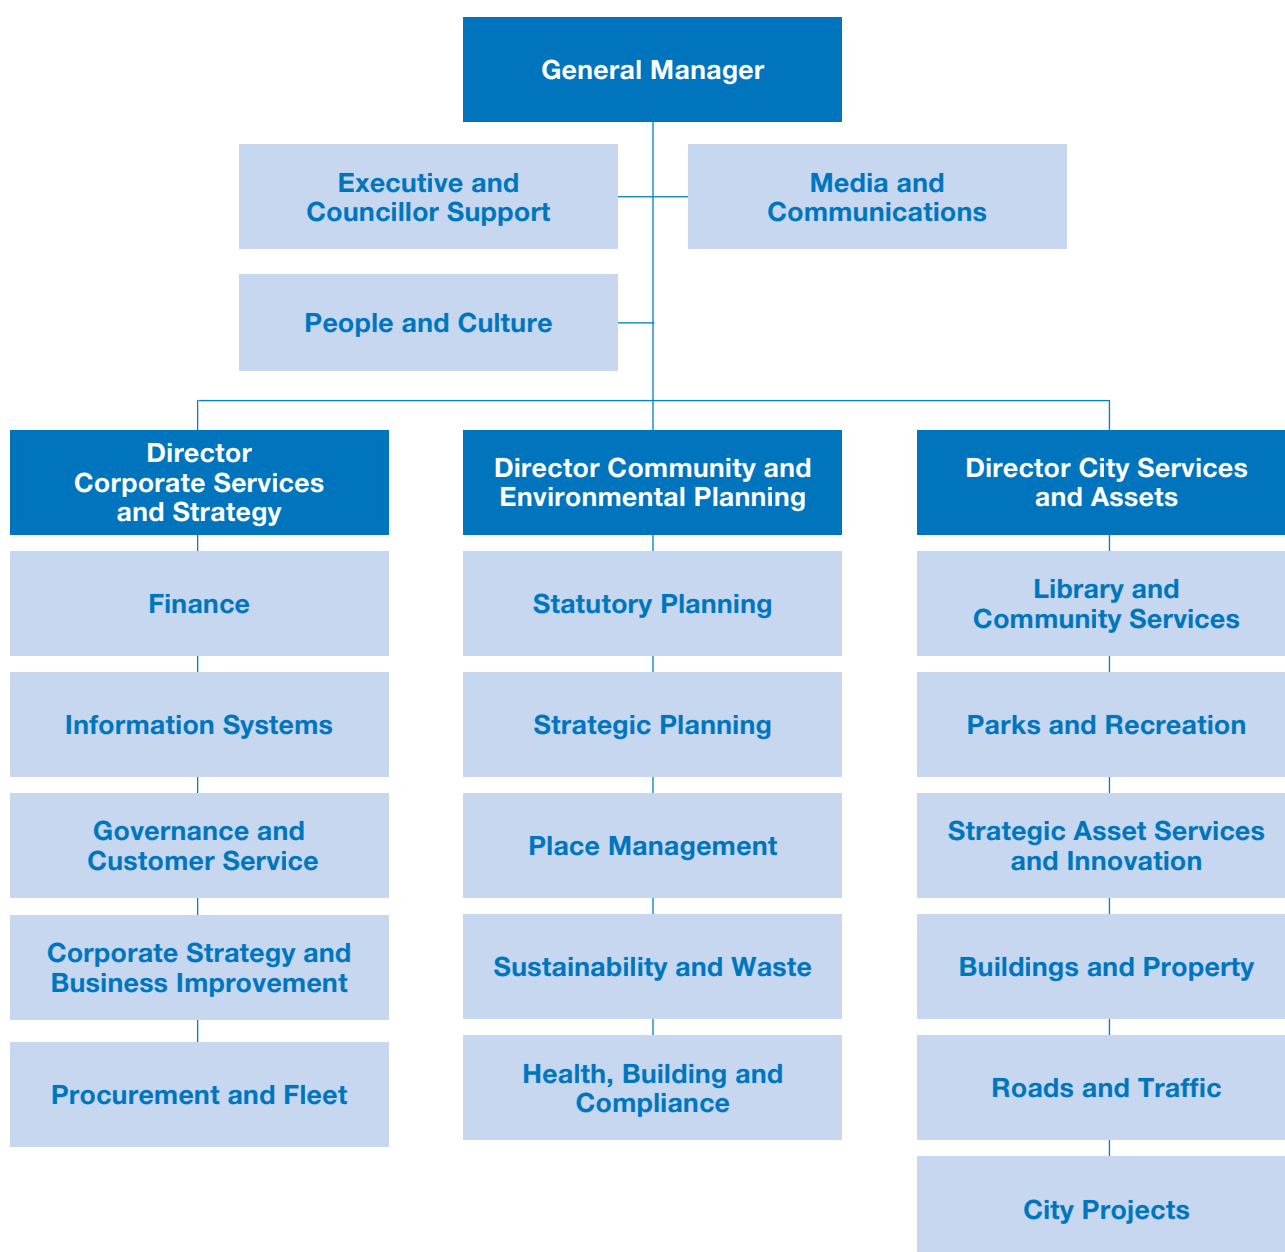 General Manager
Executive and
Councillor Support
Media and
Communications
People and Culture
Director
Corporate Services
and Strategy
Finance
Information Systems
Governance and
Customer Service
Corporate Strategy and
Business Improvement
Procurement and Fleet
Director Community and
Environmental Planning
Statutory Planning
Strategic Planning
Place Management
Sustainability and Waste
Health, Building and
Compliance
Director City Services
and Assets
Library and
Community Services
Parks and Recreation
Strategic Asset Services
and Innovation
Buildings and Property
Roads and Traffic
City Projects